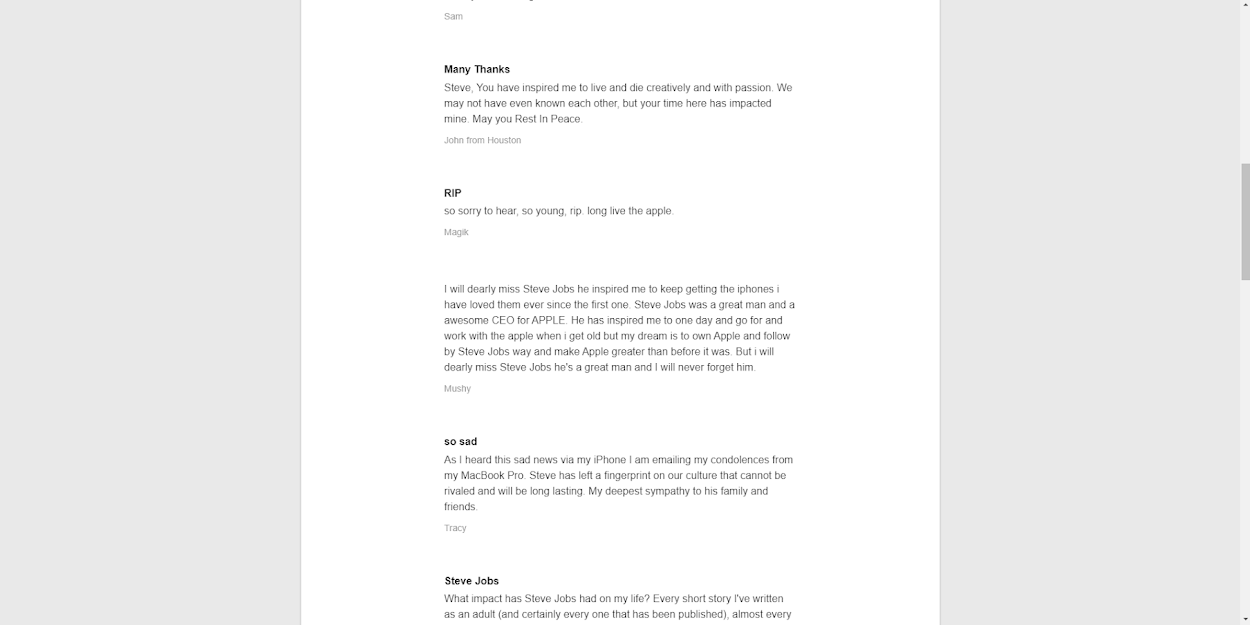 Sam
Many Thanks
Steve, You have inspired me to live and die creatively and with passion. We
may not have even known each other, but your time here has impacted
mine. May you Rest In Peace.
John from Houston
RIP
so sorry to hear, so young, rip. long live the apple.
Magik
I will dearly miss Steve Jobs he inspired me to keep getting the iphones i
have loved them ever since the first one. Steve Jobs was a great man and a
awesome CEO for APPLE. He has inspired me to one day and go for and
work with the apple when i get old but my dream is to own Apple and follow
by Steve Jobs way and make Apple greater than before it was. But i will
dearly miss Steve Jobs he's a great man and I will never forget him.
Mushy
so sad
As I heard this sad news via my iPhone I am emailing my condolences from
my MacBook Pro. Steve has left a fingerprint on our culture that cannot be
rivaled and will be long lasting. My deepest sympathy to his family and
friends.
Tracy
Steve Jobs
What impact has Steve Jobs had on my life? Every short story I've written
as an adult (and certainly every one that has been published), almost every